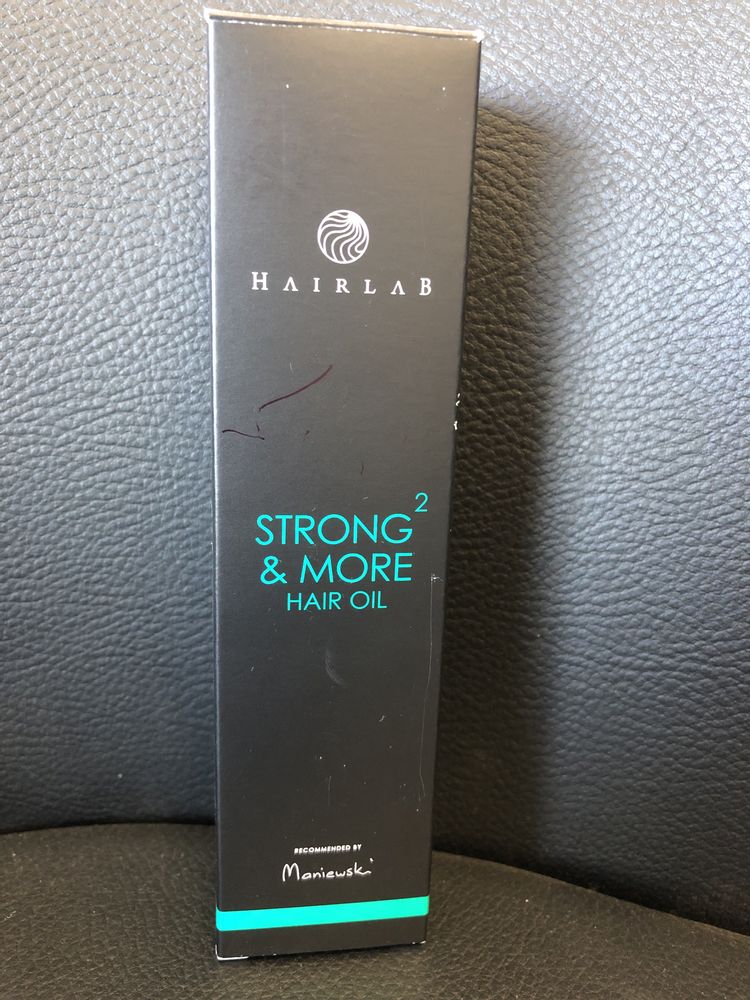 HAIRLAB
STRONG²
& MORE
HAIR OIL
RECOMMENDED BY
Maniewski